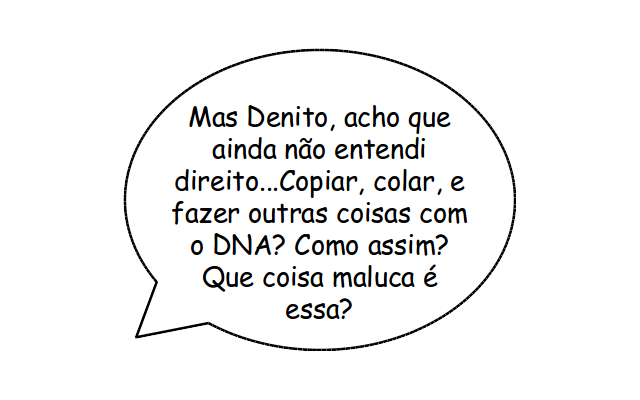 Mas Denito, acho que
ainda não entendi
direito...Copiar, colar, e
fazer outras coisas com
o DNA? Como assim?
Que coisa maluca é
essa?